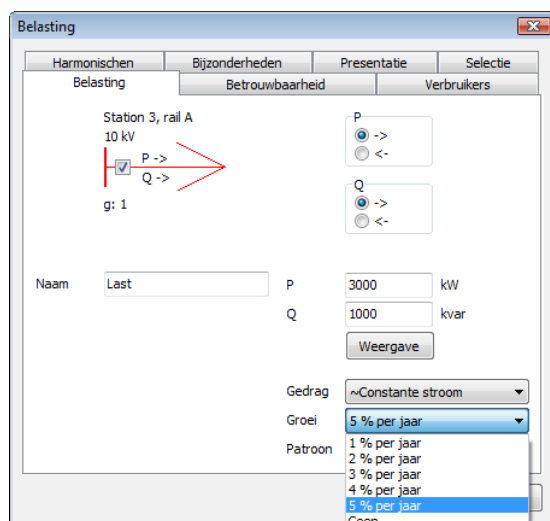 Belasting
Harmonischen Bijzonderheden Presentatie Selectie
Belasting Betrouwbaarheid Verbruikers
Station 3, rail A
10 kV
P ->
Q ->
g: 1
P
->
<-
Q
->
<-
Naam Last P 3000 kW
Q 1000 kvar
Weergave
Gedrag ~Constante stroom
Groei 5 % per jaar
Patroon
1 % per jaar
2 % per jaar
3 % per jaar
4 % per jaar
5 % per jaar